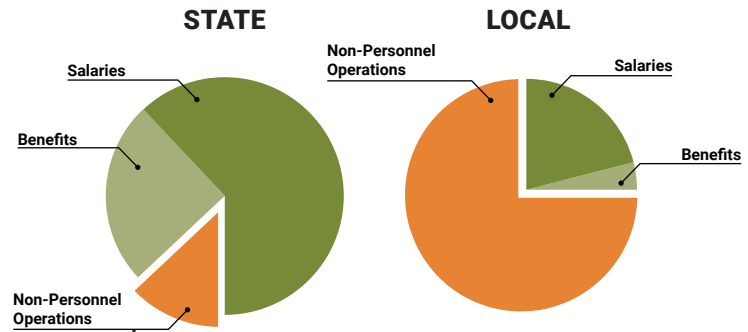 STATE
Salaries
Benefits
Non-Personnel
Operations
LOCAL
Non-Personnel
Operations
Salaries
Benefits